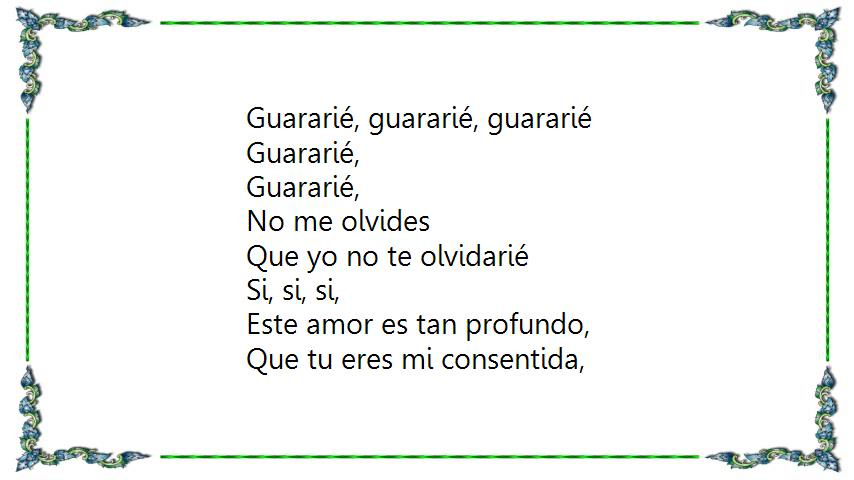 Guararié, guararié, guararié
Guararié,
Guararié,
No me olvides
Que yo no te olvidarié
Si, si, si,
Este amor es tan profundo,
Que tu eres mi consentida,